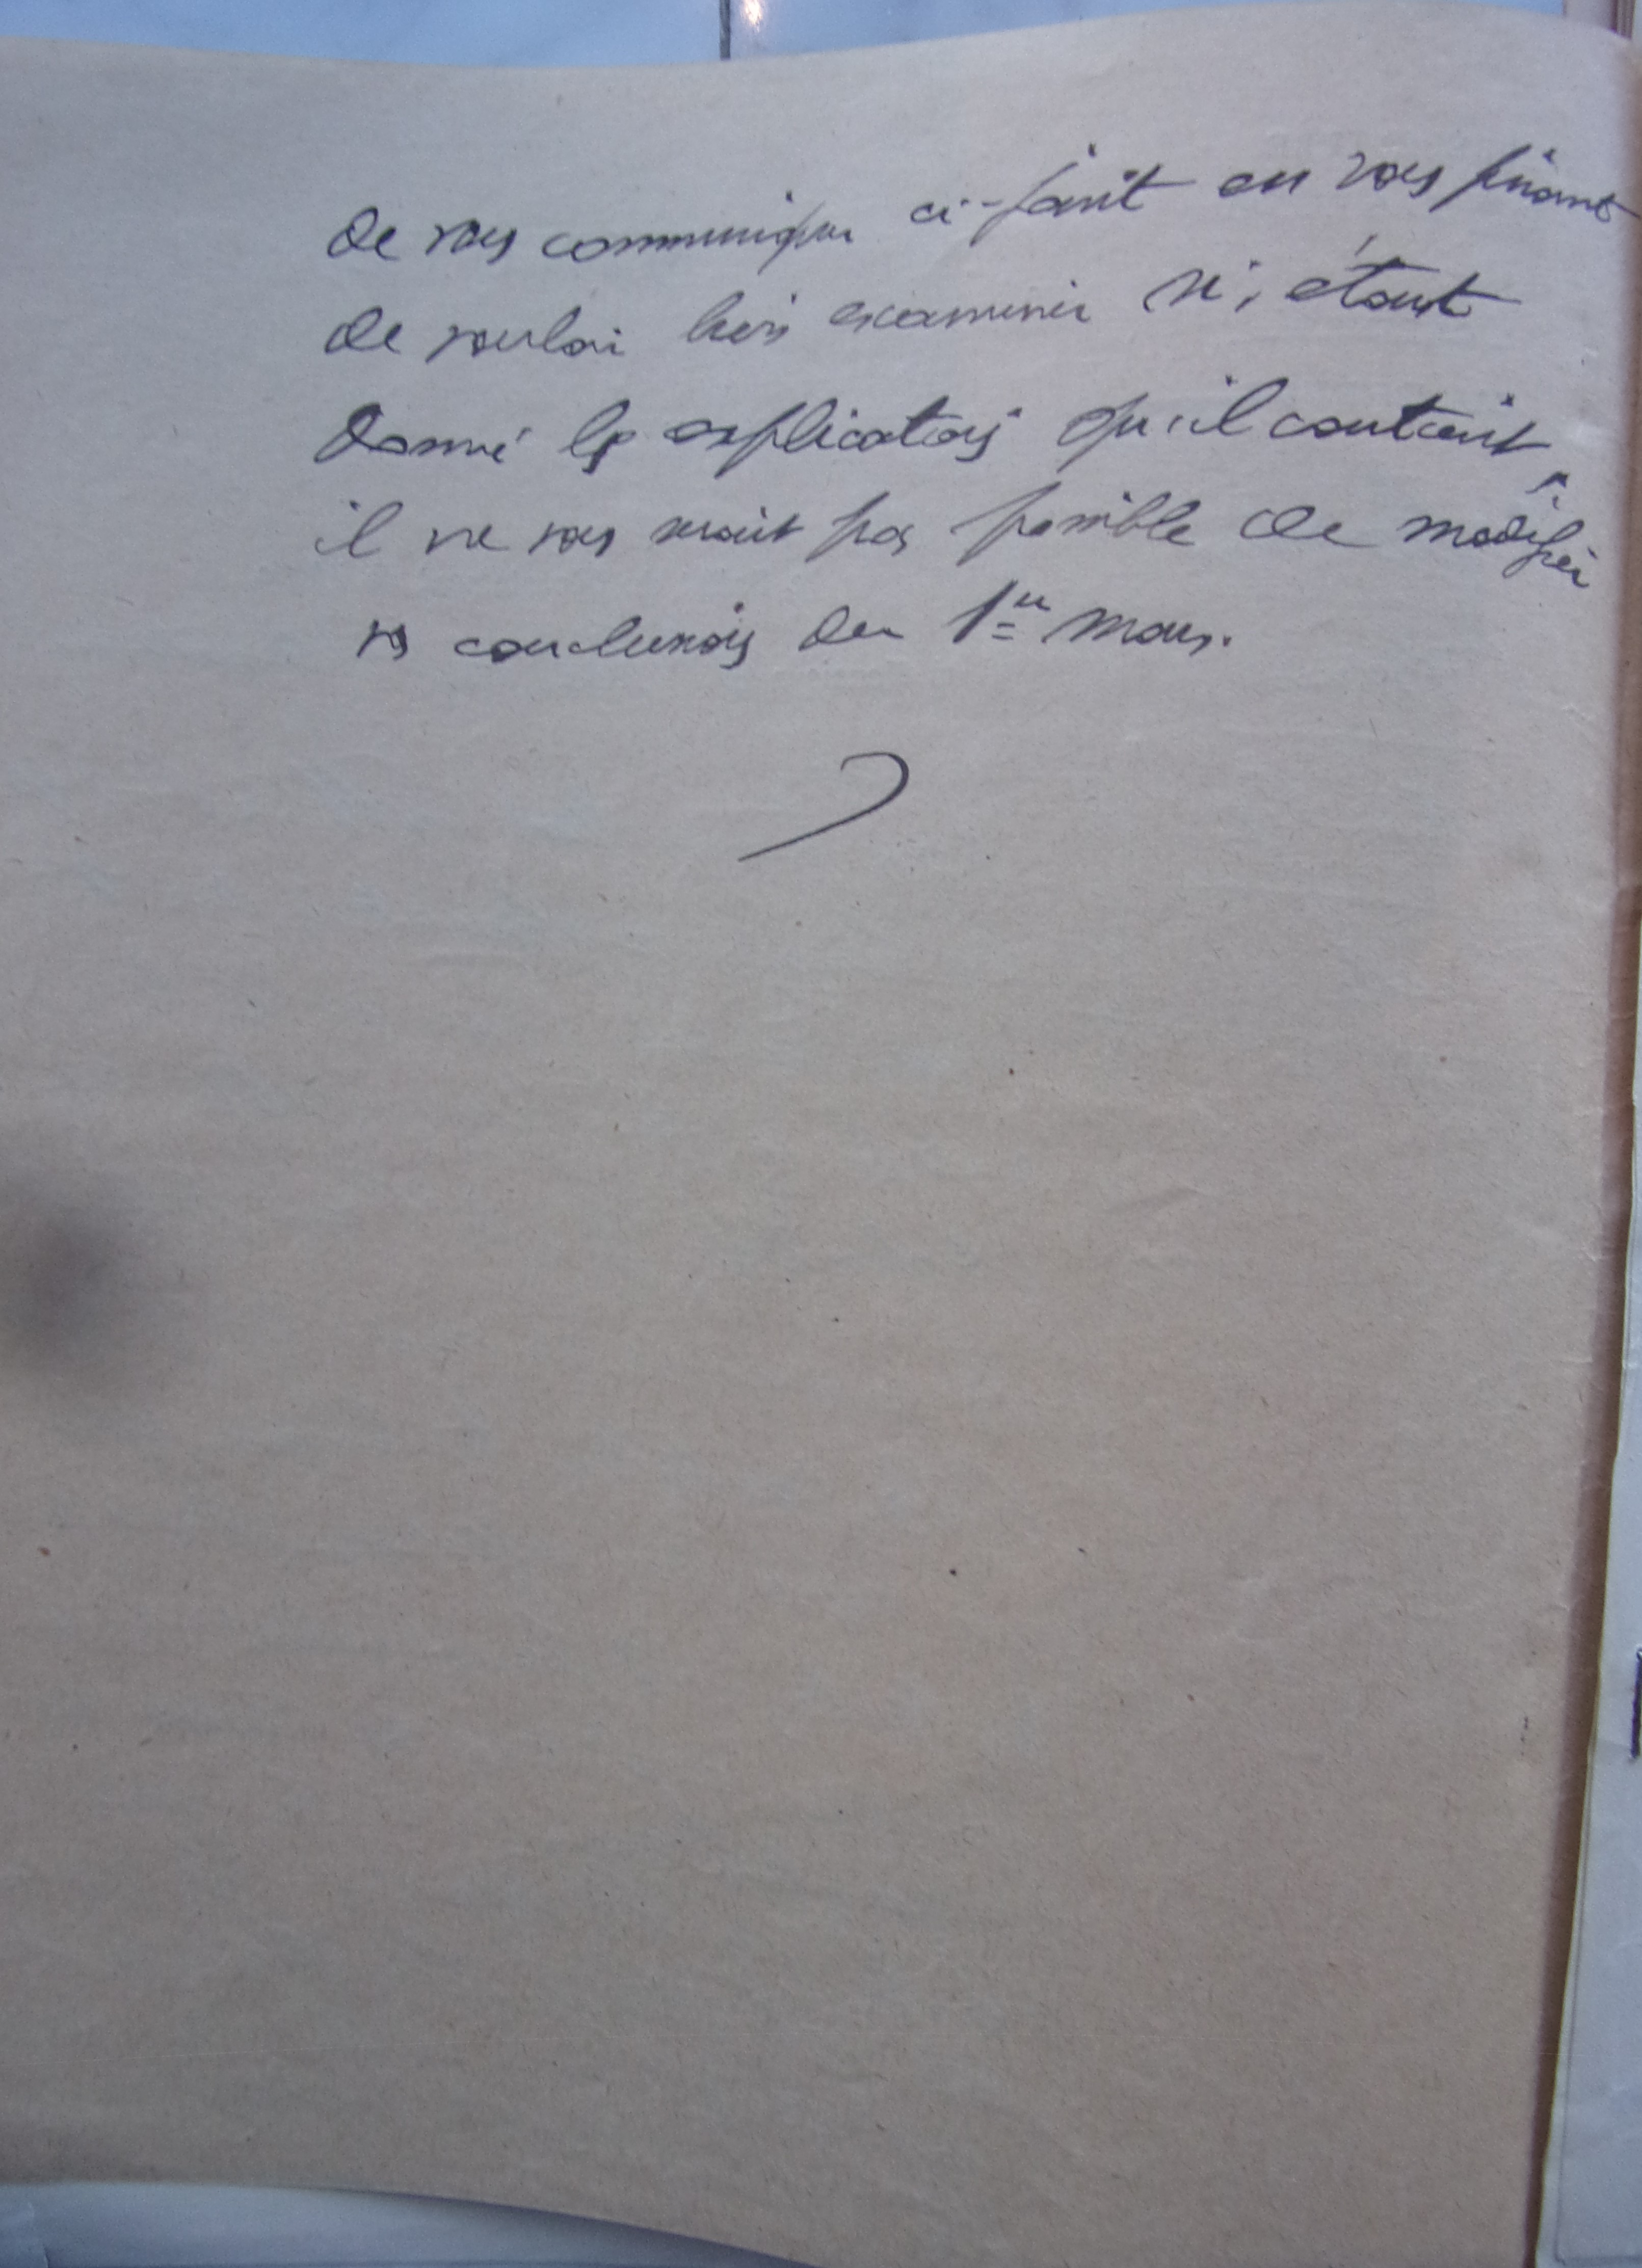 de vous communiquer ci-joint en vous priant
de vouloir bien examiner si, étant
donné les explications qu'il contient,
il ne vous serait pas possible de modifier
vos conclusions du 1er mars.